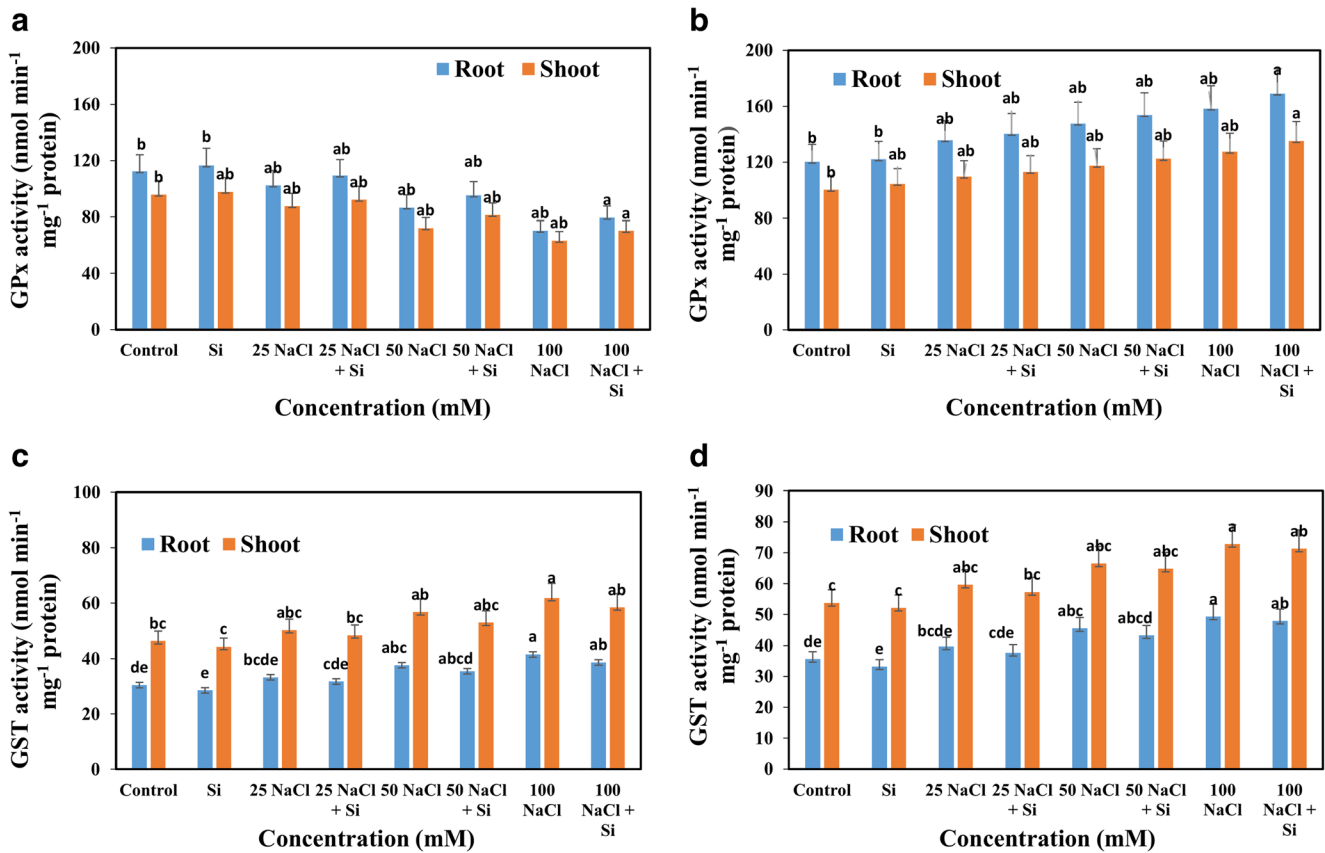 a
GPx activity (nmol min-1
mg-1 protein)
200
160
120
80
40
0
Root Shoot
b b b ab ab ab ab ab ab ab ab ab ab ab a a
Control Si 25 NaCl 25 NaCl 50 NaCl 50 NaCl 100 100
+ Si + Si NaCl NaCl +
Si
Concentration (mM)
b
GPx activity (nmol min-1
mg-1 protein)
200
160
120
80
40
0
Root Shoot
b b b ab ab ab ab ab ab ab ab ab ab ab a a
Control Si 25 NaCl 25 NaCl 50 NaCl 50 NaCl 100 100
+ Si + Si NaCl NaCl +
Si
Concentration (mM)
c
GST activity (nmol min-1
mg-1 protein)
100
80
60
40
20
0
Root Shoot
de bc e c bcde abc cde bc abc ab abcd abc a a ab ab
Control Si 25 NaCl 25 NaCl 50 NaCl 50 NaCl 100 100
+ Si + Si NaCl NaCl +
Si
Concentration (mM)
d
GST activity (nmol min-1
mg-1 protein)
90
80
70
60
50
40
30
20
10
0
Root Shoot
de c e c bcde abc cde bc abc abc abcd abc a a ab ab
Control Si 25 NaCl 25 NaCl 50 NaCl 50 NaCl 100 100
+ Si + Si NaCl NaCl +
Si
Concentration (mM)